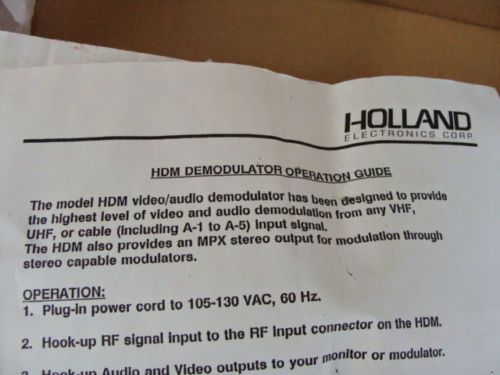 HOLLAND
ELECTRONICS CORP.
HDM DEMODULATOR OPERATION GUIDE
The model HDM video/audio demodulator has been designed to provide
the highest level of video and audio demodulation from any VHF,
UHF, or cable (including A-1 to A-5) input signal.
The HDM also provides an MPX stereo output for modulation through
stereo capable modulators.
OPERATION:
1. Plug-in power cord to 105-130 VAC, 60 Hz.
2. Hook-up RF signal input to the RF Input connector on the HDM.
3 Hook-up Audio and Video outputs to your monitor or modulator.